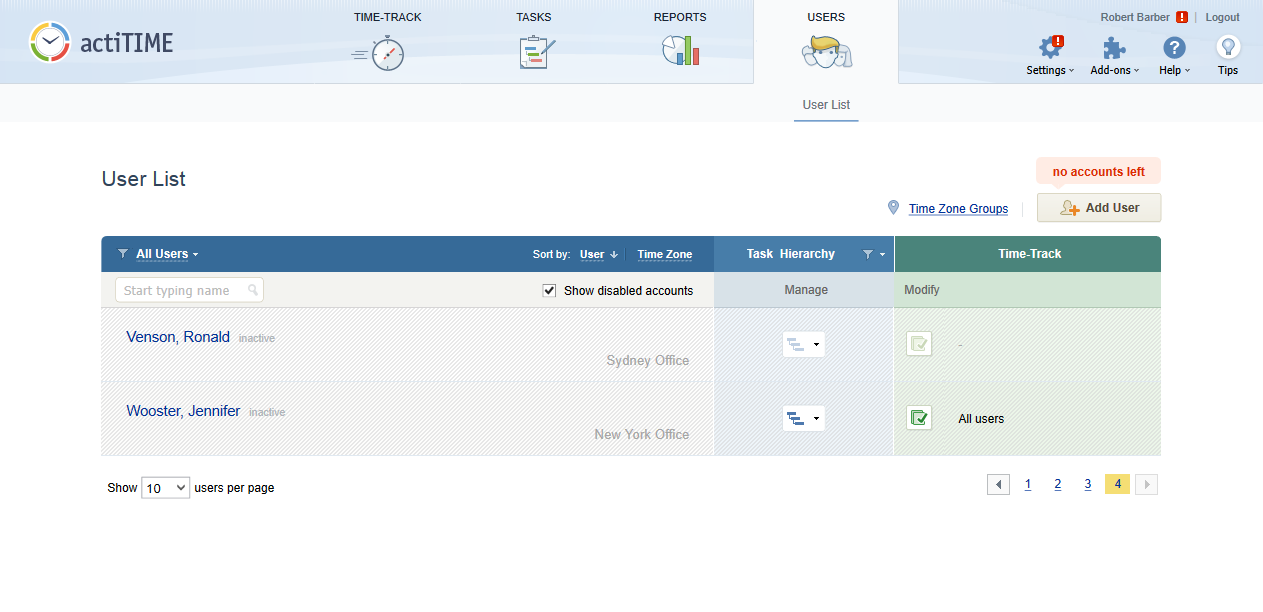 actiTIME
TIME-TRACK
TASKS
REPORTS
USERS
Robert Barber ! | Logout
Settings
Add-ons
Help
Tips
User List
User List
no accounts left
Time Zone Groups
Add User
All Users
Sort by: User ↓ Time Zone
Task Hierarchy
Time-Track
Start typing name
Show disabled accounts
Manage
Modify
Venson, Ronald inactive
Sydney Office
-
Wooster, Jennifer inactive
New York Office
All users
Show 10 users per page
1 2 3 4